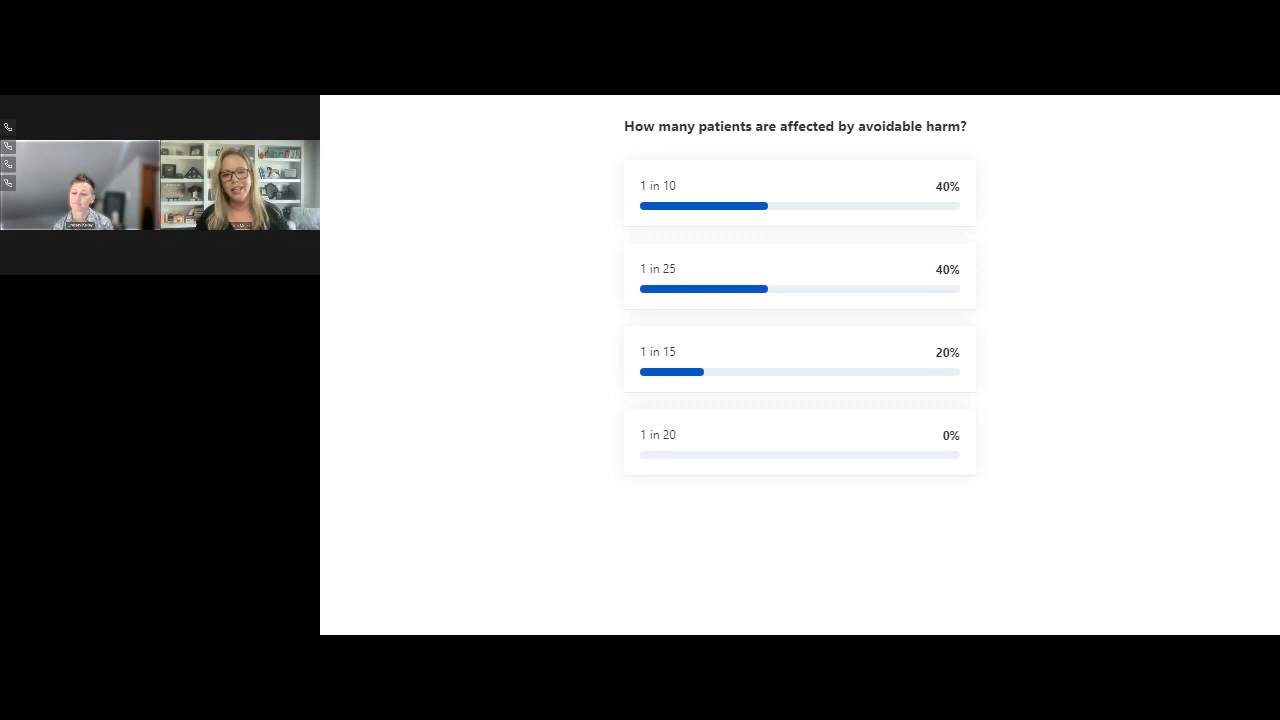 How many patients are affected by avoidable harm?
1 in 10 40%
1 in 25 40%
1 in 15 20%
1 in 20 0%